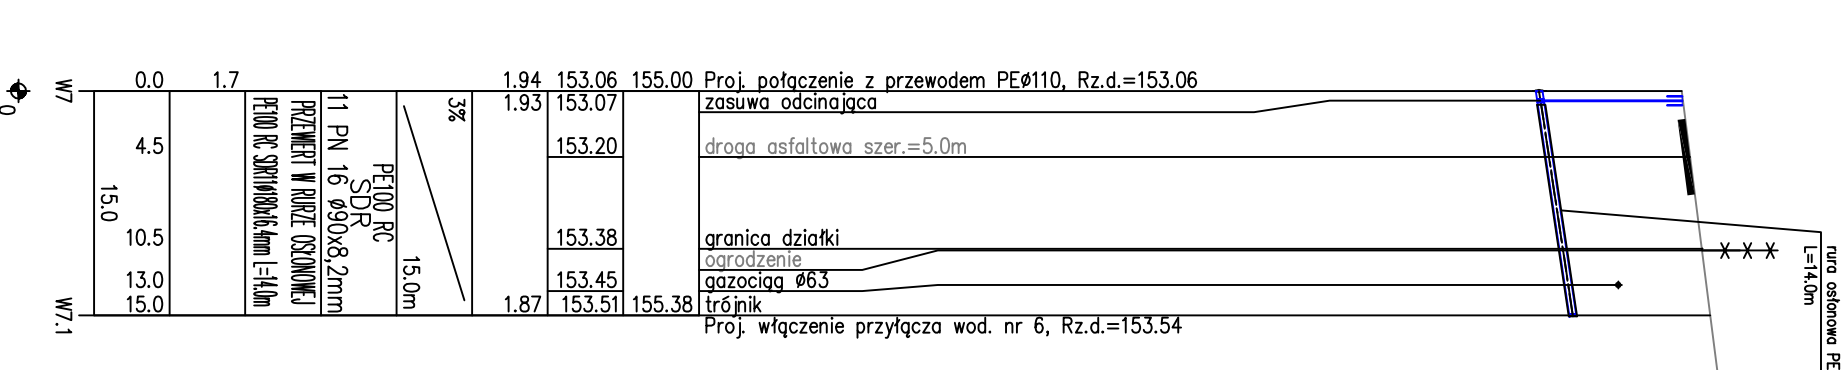 0
W7
0.0 1.7 1.94 153.06 155.00 Proj. połączenie z przewodem PEø110, Rz.d.=153.06
1.93 153.07 zasuwa odcinająca
4.5 153.20 droga asfaltowa szer.=5.0m
10.5 153.38 granica działki
ogrodzenie
13.0 153.45 gazociąg ø63
W7.1
15.0 1.87 153.51 155.38 trójnik
Proj. włączenie przyłącza wod. nr 6, Rz.d.=153.54
15.0
PRZEWIERT W RURZE OSŁONOWEJ
PE100 RC SDR11ø180x16.4mm L=14.0m
PE100 RC
SDR
11 PN 16 ø90x8,2mm
3%
15.0m
rura osłonowa PE
L=14.0m